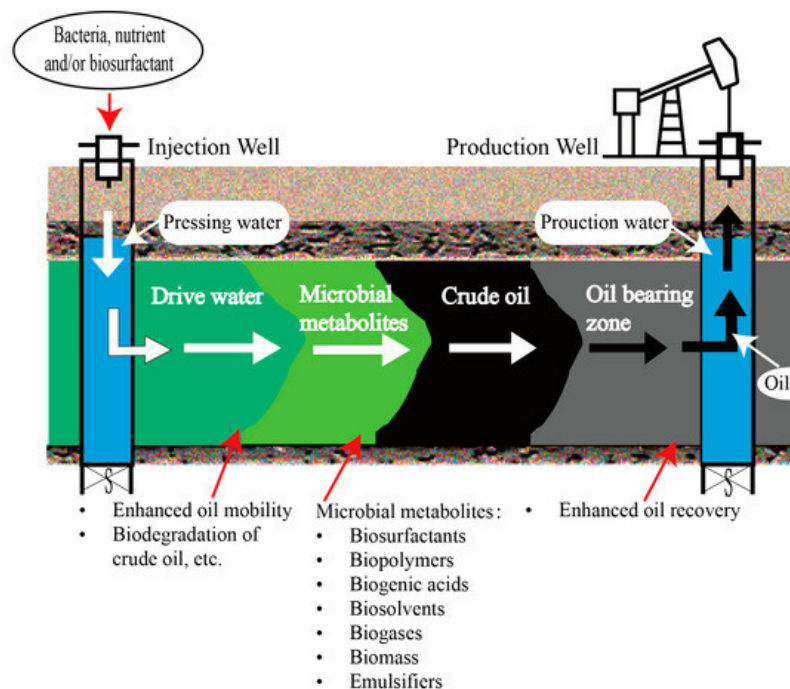 Bacteria, nutrient
and/or biosurfactant
Injection Well
Production Well
Pressing water
Prouction water
Drive water
Microbial
metabolites
Crude oil
Oil bearing
zone
Oil
S
S
• Enhanced oil mobility
• Biodegradation of
crude oil, etc.
Microbial metabolites:
• Biosurfactants
• Biopolymers
• Biogenic acids
• Biosolvents
• Biogases
• Biomass
• Emulsifiers
• Enhanced oil recovery